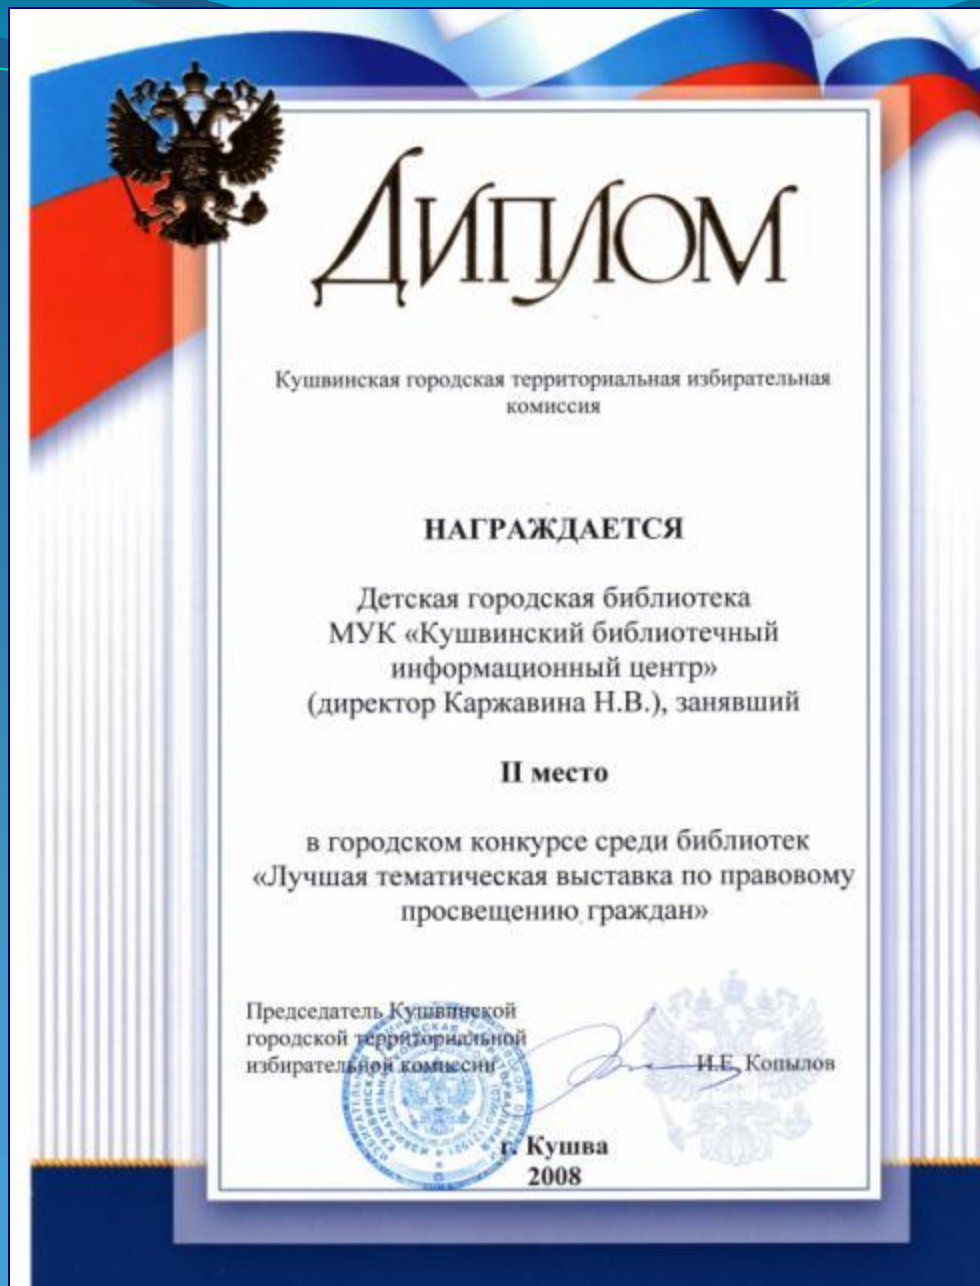 ДИПЛОМ
Кушвинская городская территориальная избирательная
комиссия
НАГРАЖДАЕТСЯ
Детская городская библиотека
МУК «Кушвинский библиотечный
информационный центр»
(директор Каржавина Н.В.), занявший
II место
в городском конкурсе среди библиотек
«Лучшая тематическая выставка по правовому
просвещению граждан»
Председатель Кушвинской
городской территориальной
избирательной комиссии
И.Е. Копылов
г. Кушва
2008